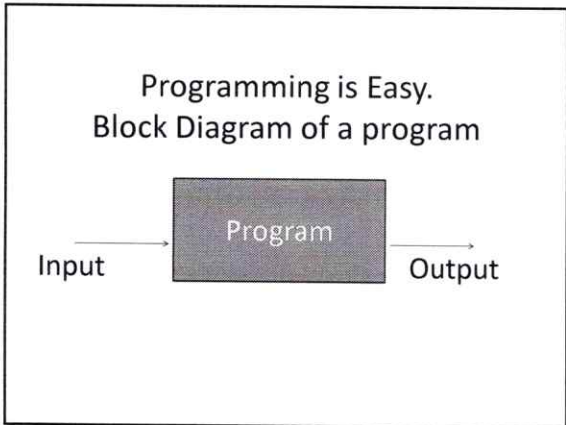 Programming is Easy.
Block Diagram of a program
Program
Input
Output